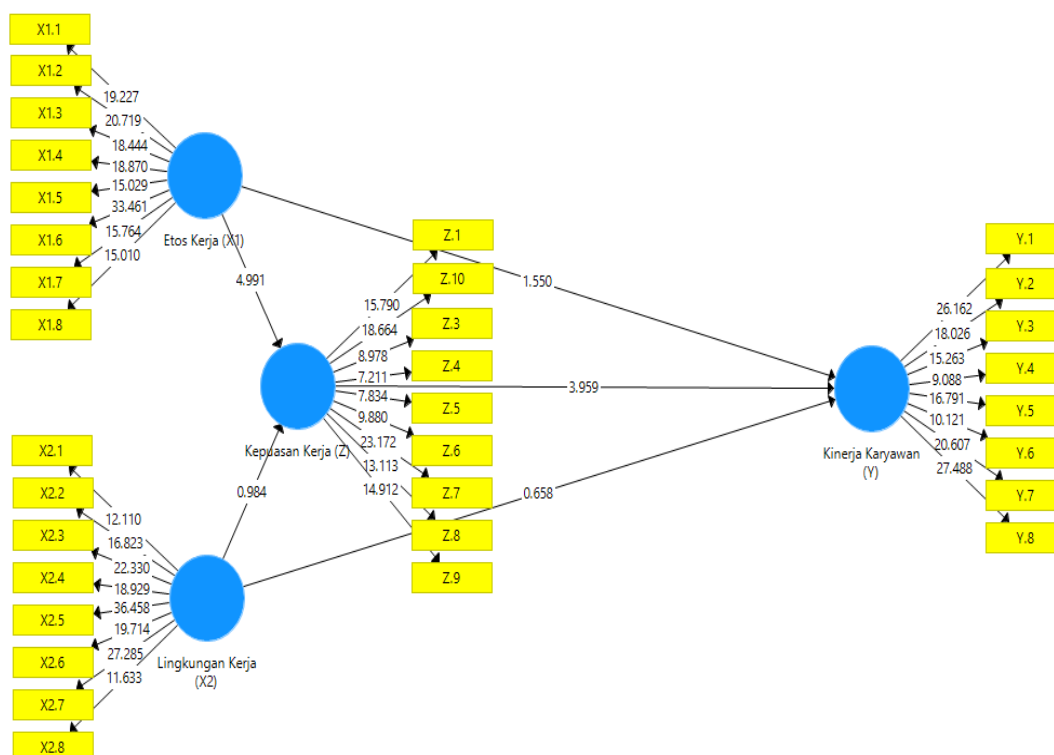 X1.1
X1.2
X1.3
X1.4
X1.5
X1.6
X1.7
X1.8
19.227
20.719
18.444
18.870
15.029
33.461
15.764
15.010
Etos Kerja (X1)
4.991
1.550
Z.1
Z.10
Z.3
Z.4
Z.5
Z.6
Z.7
Z.8
Z.9
15.790
18.664
8.978
7.211
7.834
9.880
23.172
13.113
14.912
Kepuasan Kerja (Z)
3.959
0.984
0.658
X2.1
X2.2
X2.3
X2.4
X2.5
X2.6
X2.7
X2.8
12.110
16.823
22.330
18.929
36.458
19.714
27.285
11.633
Lingkungan Kerja
(X2)
Y.1
Y.2
Y.3
Y.4
Y.5
Y.6
Y.7
Y.8
26.162
18.026
15.263
9.088
16.791
10.121
20.607
27.488
Kinerja Karyawan
(Y)